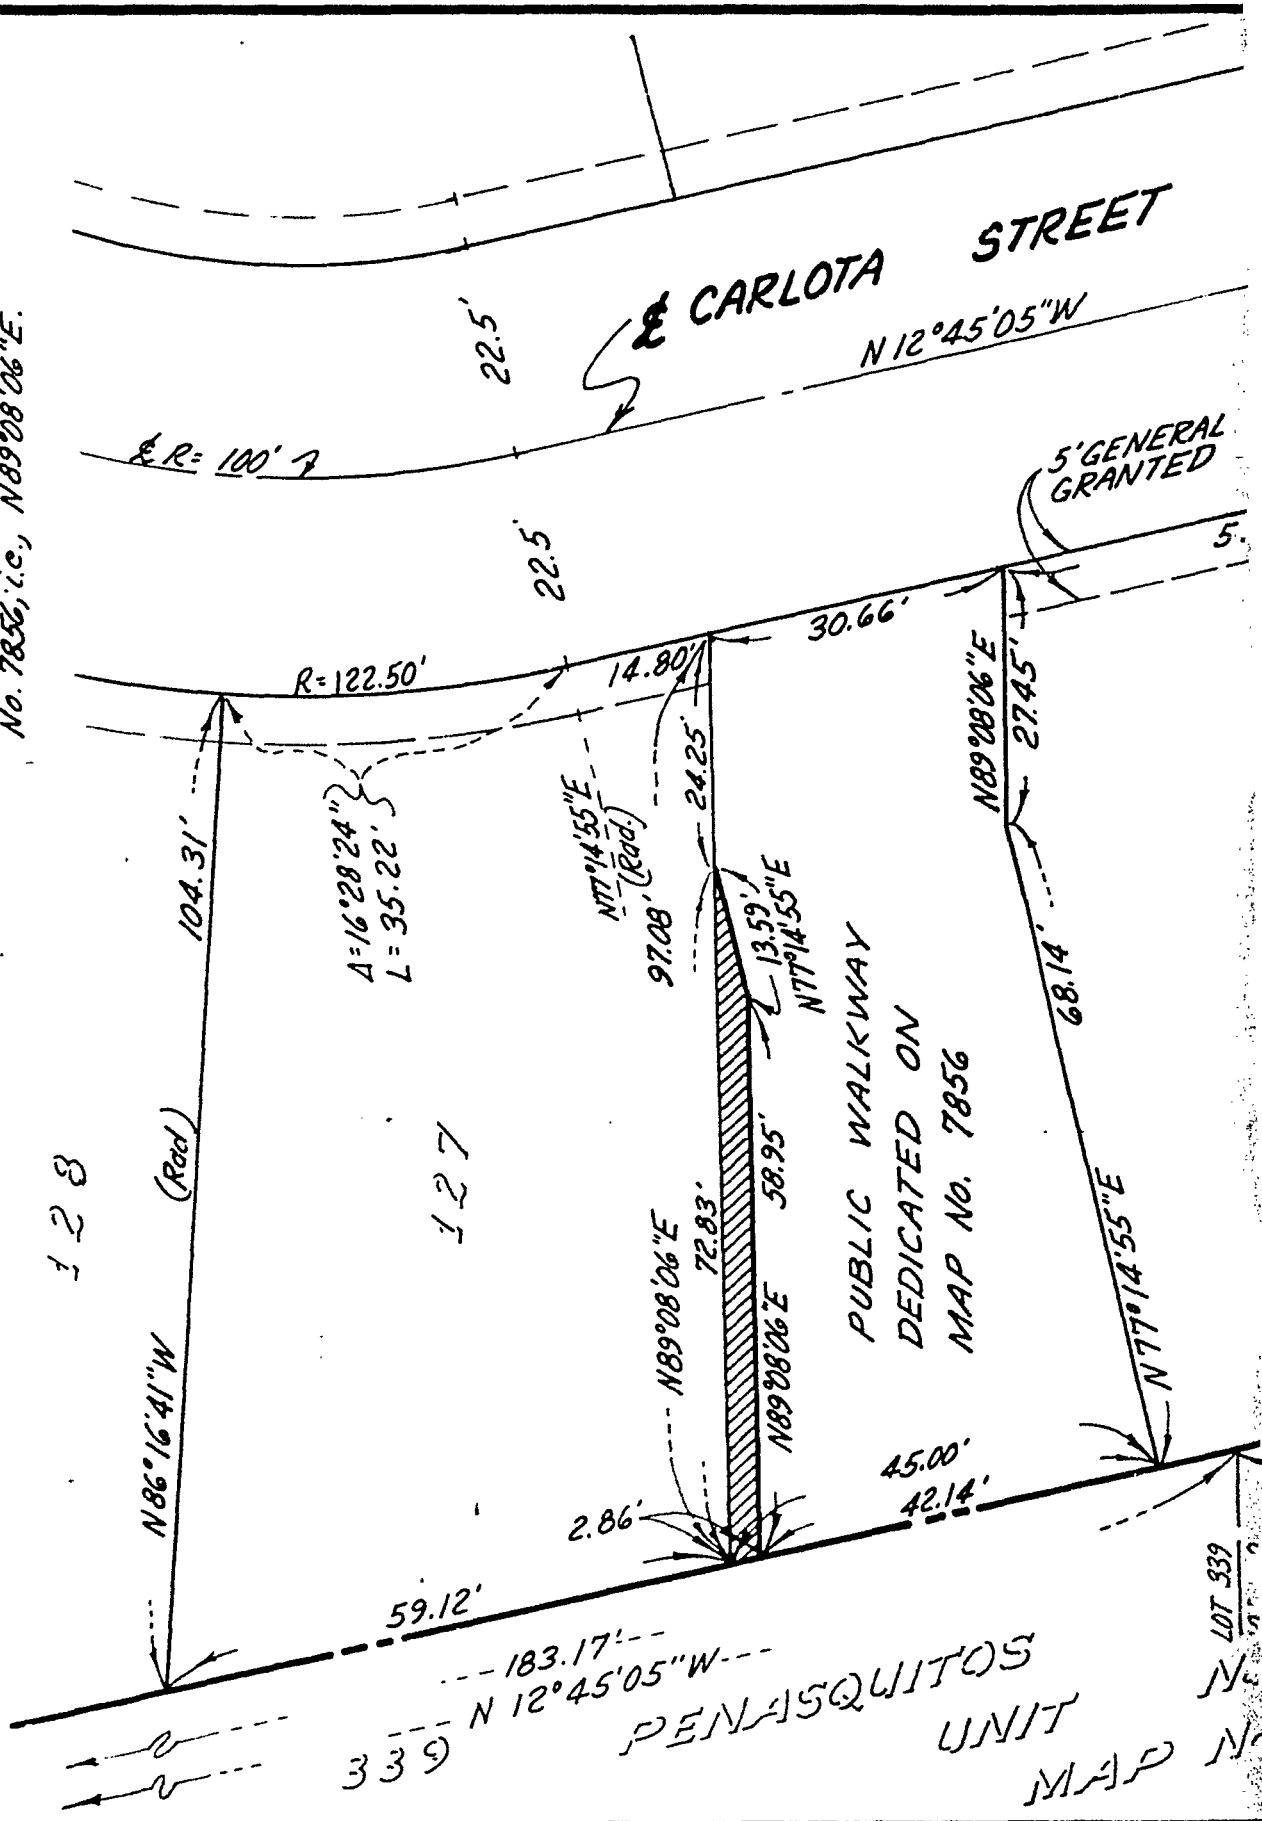 No. 7856, i.e., N89°08'06"E.
℄ CARLOTA STREET
22.5'
N 12°45'05"W
℄ R= 100'
5' GENERAL
GRANTED
22.5'
5.
30.66'
R=122.50'
14.80'
N89°08'06"E
27.45'
24.25'
104.31'
Δ=16°28'24"
L=35.22'
N77°14'55"E
(Rad.)
97.08'
13.59'
N77°14'55"E
68.14'
PUBLIC WALKWAY
DEDICATED ON
MAP No. 7856
128
(Rad)
127
N89°08'06"E
72.83'
58.95'
N89°08'06"E
N77°14'55"E
N86°16'41"W
45.00'
42.14'
2.86'
59.12'
LOT 339
183.17'
N 12°45'05"W
339
PENASQUITOS
UNIT
MAP